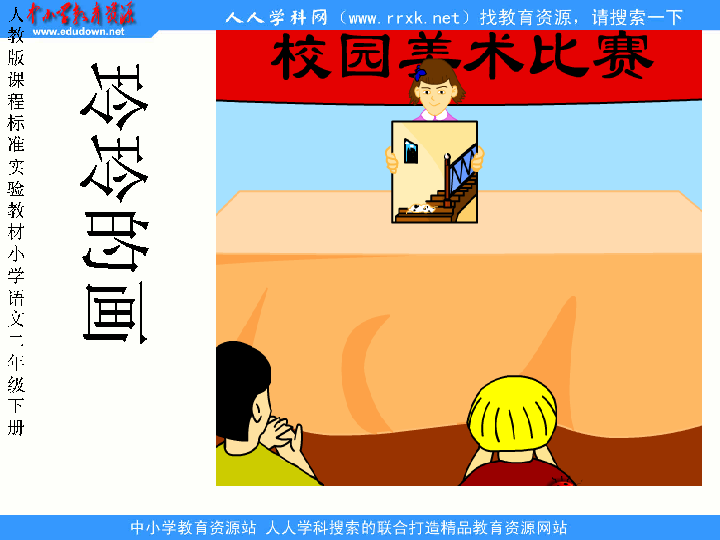 中小学教育资源
www.edudown.net
人人学科网（www.rrxk.net）找教育资源，请搜索一下
人教版课程标准实验教材小学语文二年级下册
玲玲的画
校园美术比赛
中小学教育资源站 人人学科搜索的联合打造精品教育资源网站